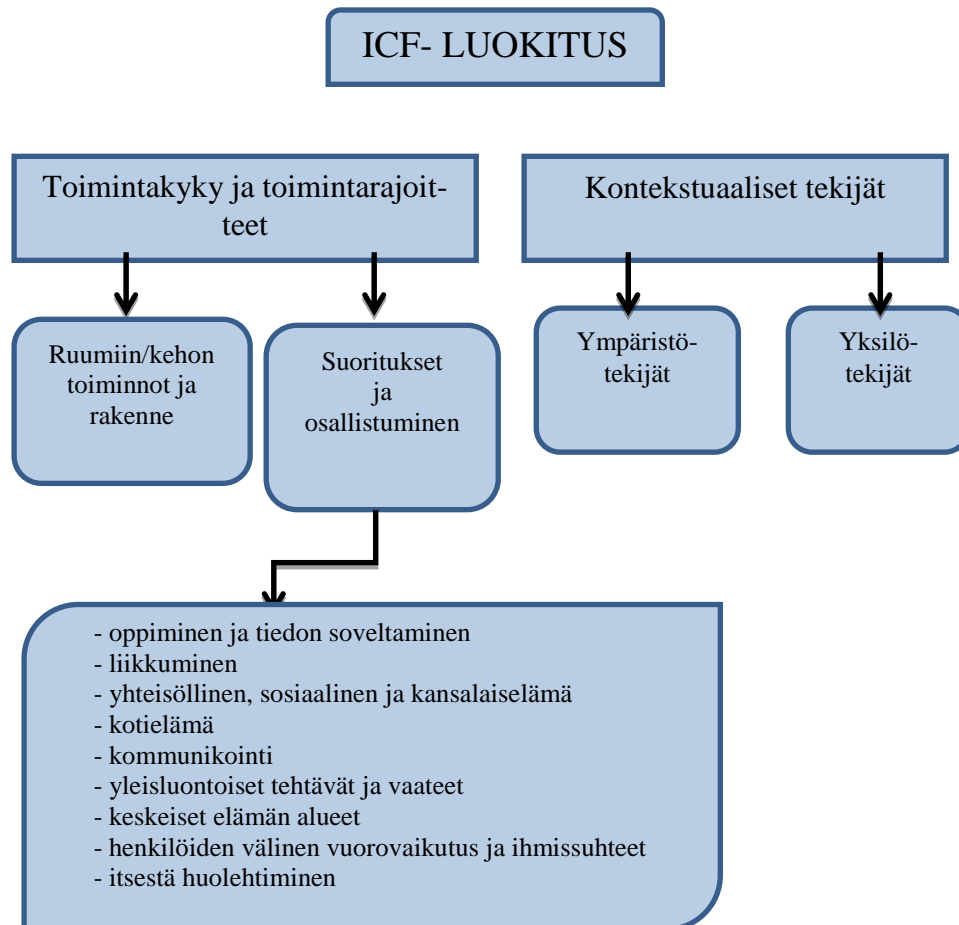 ICF- LUOKITUS
Toimintakyky ja toimintarajoit-
teet
Kontekstuaaliset tekijät
Ruumiin/kehon
toiminnot ja
rakenne
Suoritukset
ja
osallistuminen
Ympäristö-
tekijät
Yksilö-
tekijät
- oppiminen ja tiedon soveltaminen
- liikkuminen
- yhteisöllinen, sosiaalinen ja kansalaiselämä
- kotielämä
- kommunikointi
- yleisluontoiset tehtävät ja vaateet
- keskeiset elämän alueet
- henkilöiden välinen vuorovaikutus ja ihmissuhteet
- itsestä huolehtiminen